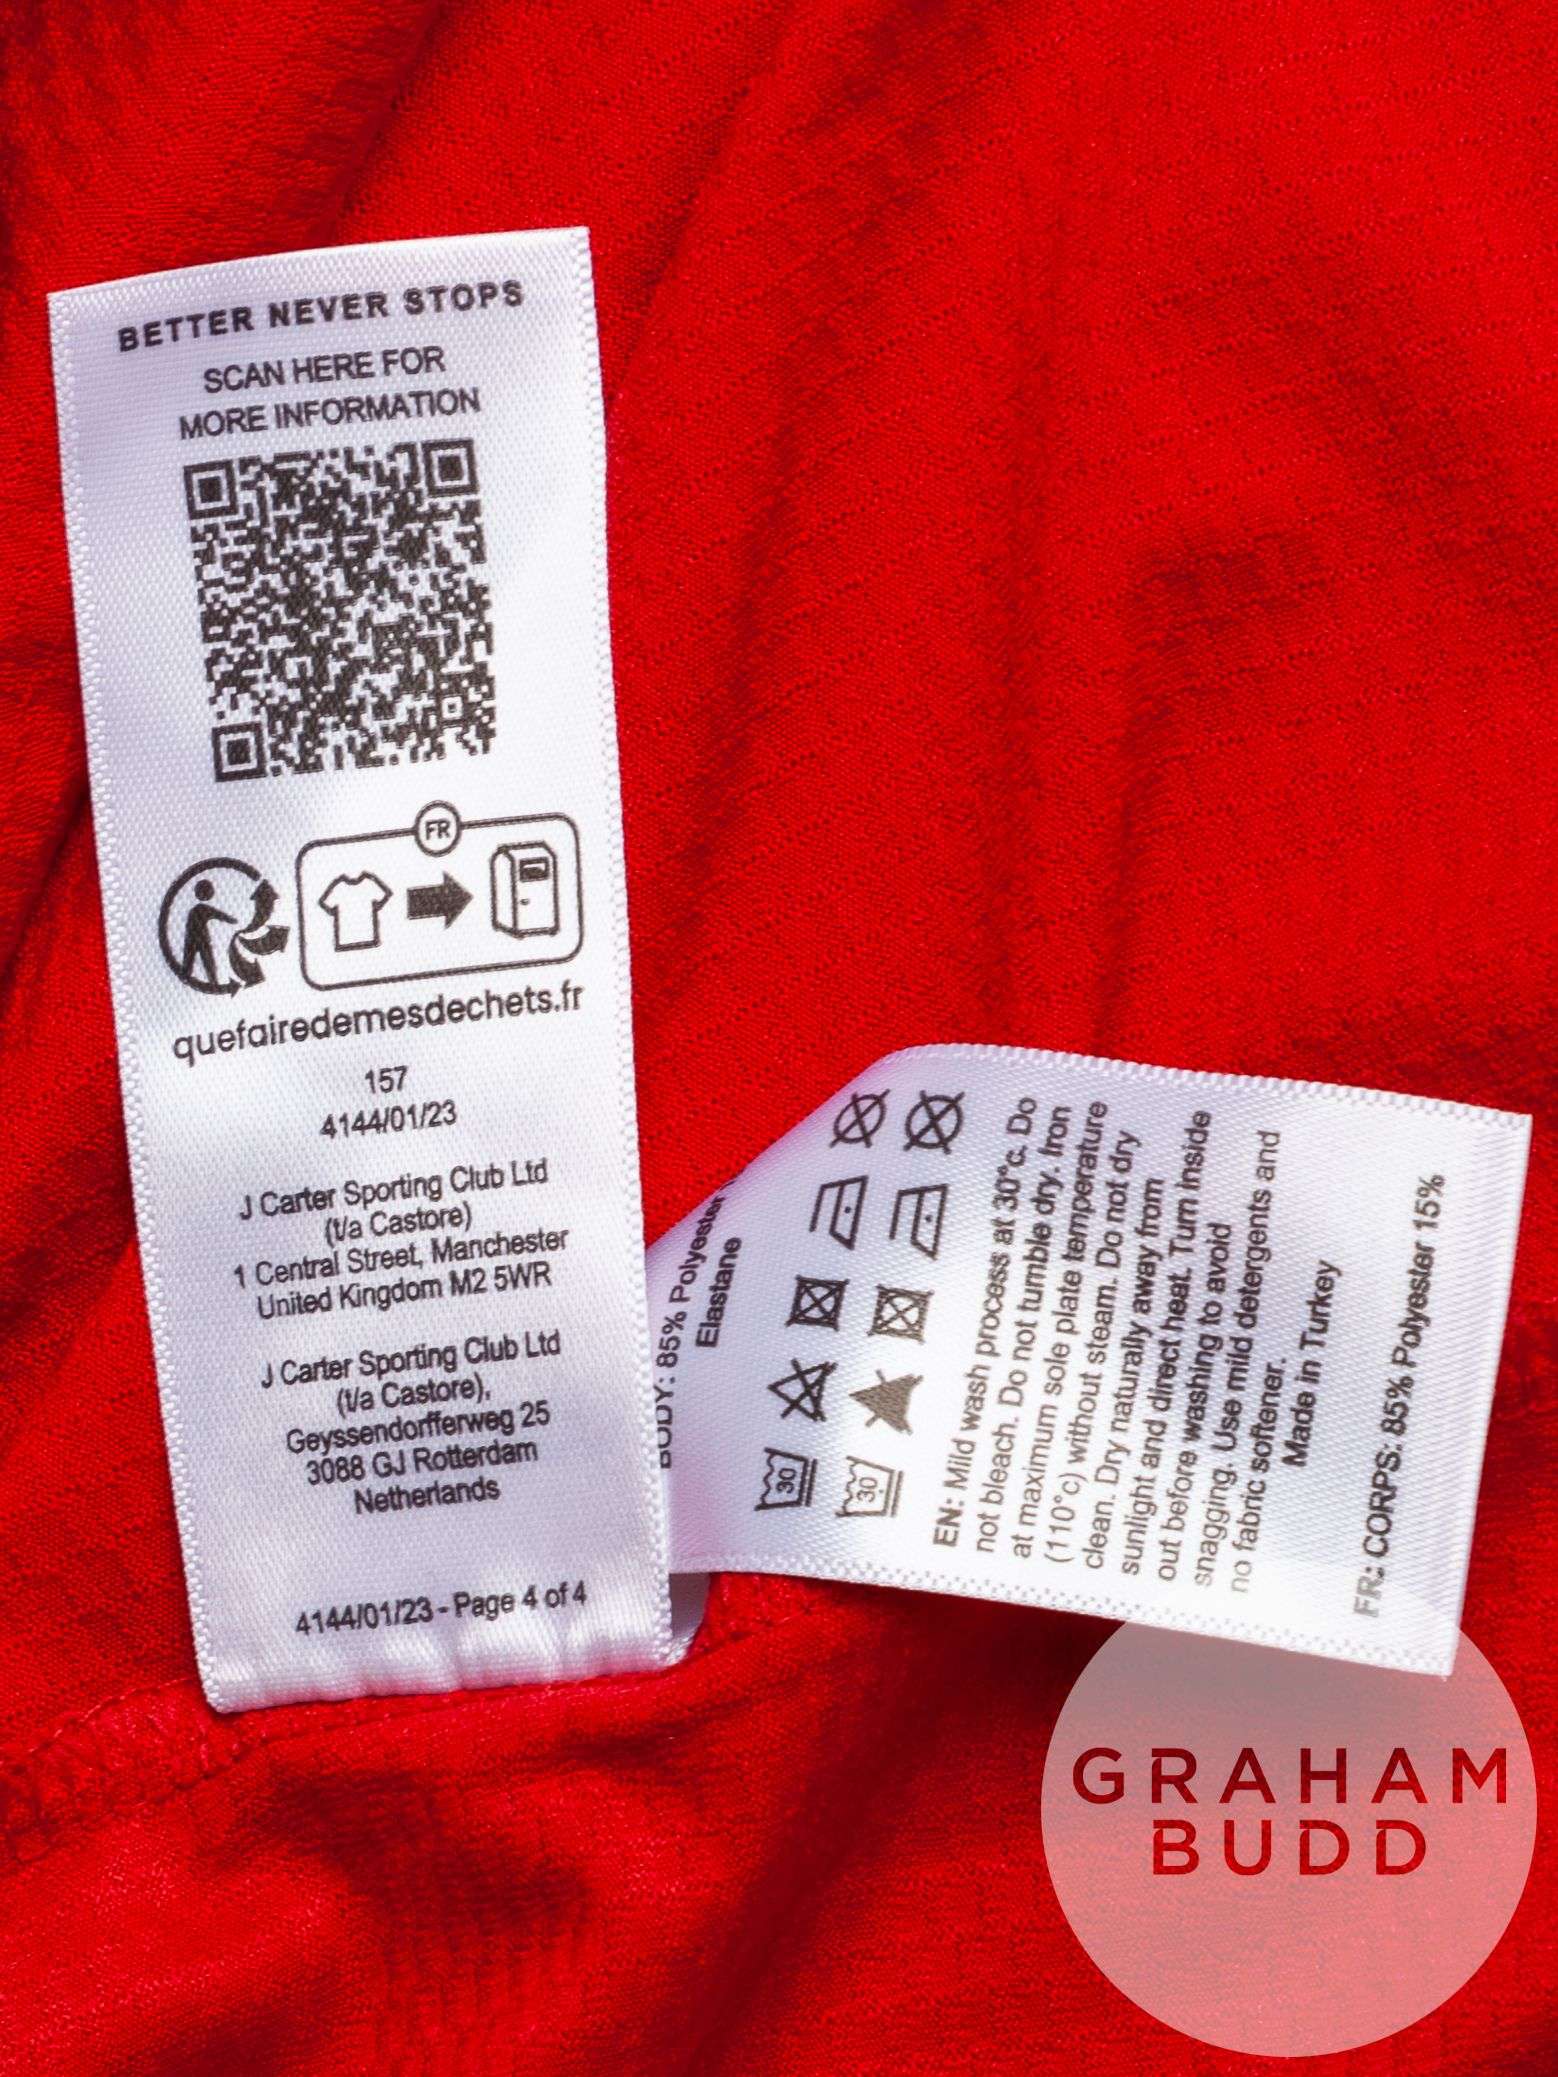 BETTER NEVER STOPS
SCAN HERE FOR
MORE INFORMATION
FR
quefairedemesdechets.fr
157
4144/01/23
J Carter Sporting Club Ltd
(t/a Castore)
1 Central Street, Manchester
United Kingdom M2 5WR
J Carter Sporting Club Ltd
(t/a Castore),
Geyssendorfferweg 25
3088 GJ Rotterdam
Netherlands
4144/01/23 - Page 4 of 4
BODY: 85% Polyester
Elastane
30
30
EN: Mild wash process at 30°c. Do
not bleach. Do not tumble dry. Iron
at maximum sole plate temperature
(110°c) without steam. Do not dry
clean. Dry naturally away from
sunlight and direct heat. Turn inside
out before washing to avoid
snagging. Use mild detergents and
no fabric softener.
Made in Turkey
FR: CORPS: 85% Polyester 15%
GRAHAM
BUDD